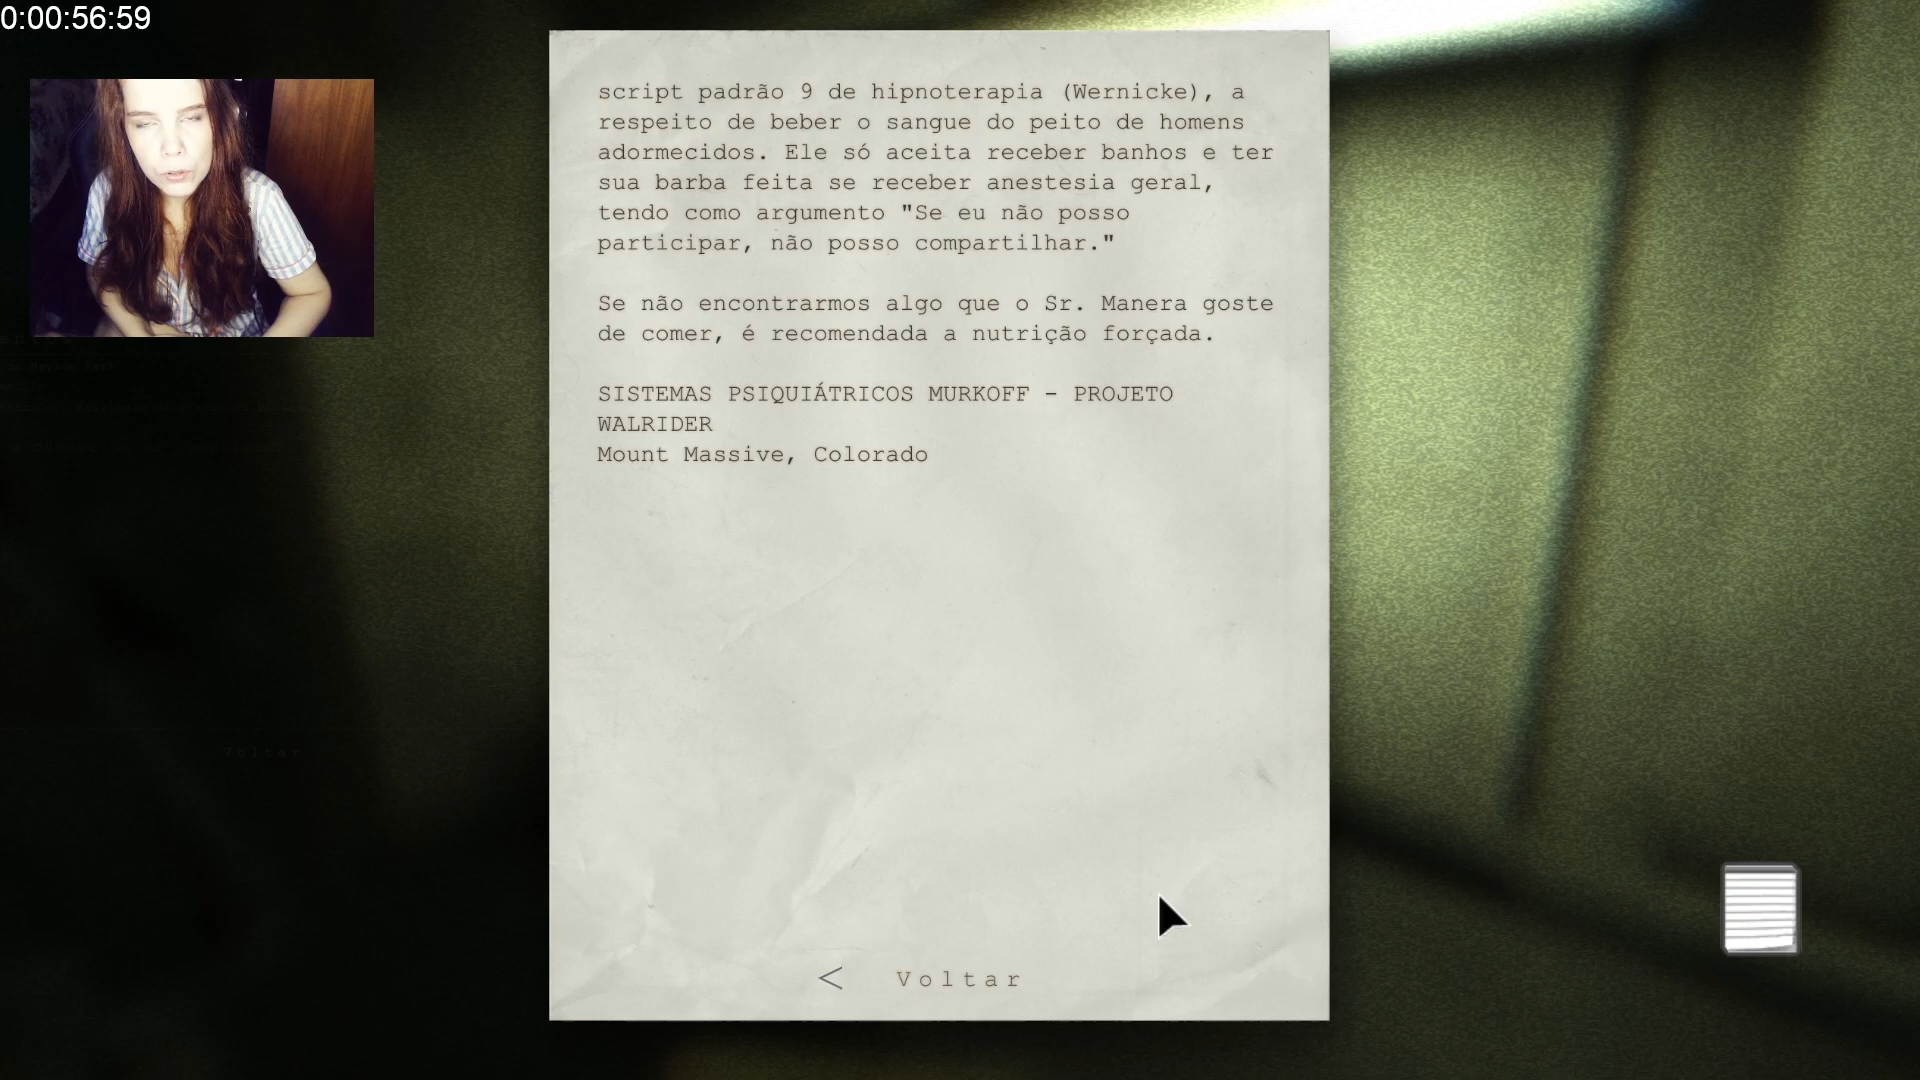 0:00:56:59
script padrão 9 de hipnoterapia (Wernicke), a
respeito de beber o sangue do peito de homens
adormecidos. Ele só aceita receber banhos e ter
sua barba feita se receber anestesia geral,
tendo como argumento "Se eu não posso
participar, não posso compartilhar."
Se não encontrarmos algo que o Sr. Manera goste
de comer, é recomendada a nutrição forçada.
SISTEMAS PSIQUIÁTRICOS MURKOFF - PROJETO
WALRIDER
Mount Massive, Colorado
Voltar
< Voltar